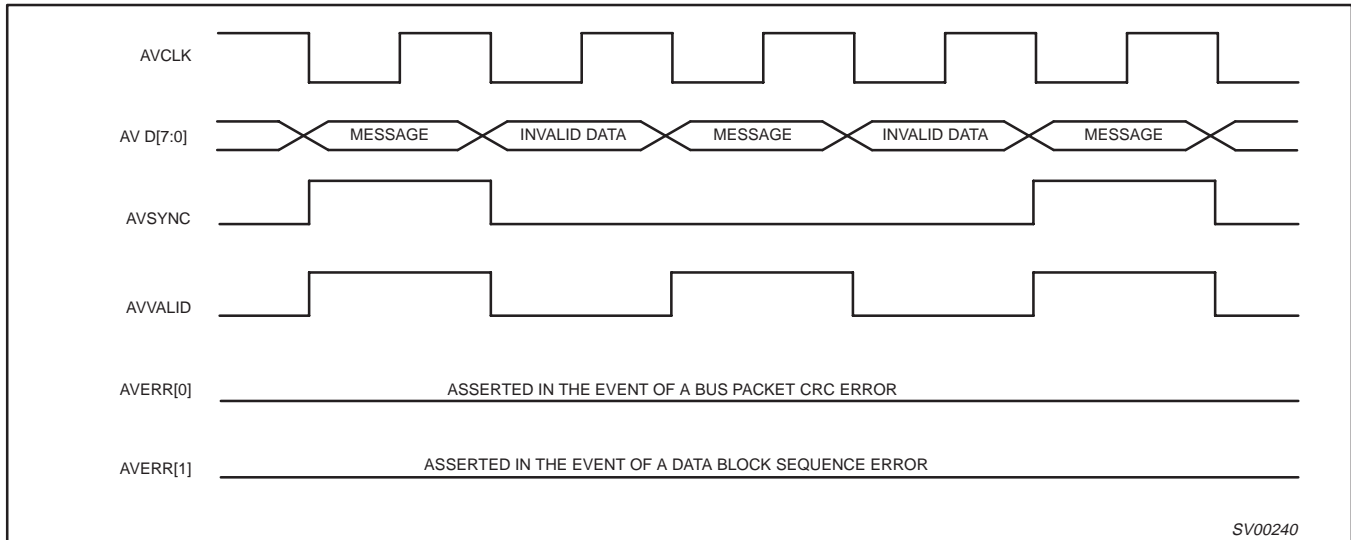 AVCLK
AV D[7:0]
MESSAGE
INVALID DATA
MESSAGE
INVALID DATA
MESSAGE
AVSYNC
AVVALID
AVERR[0]
ASSERTED IN THE EVENT OF A BUS PACKET CRC ERROR
AVERR[1]
ASSERTED IN THE EVENT OF A DATA BLOCK SEQUENCE ERROR
SV00240